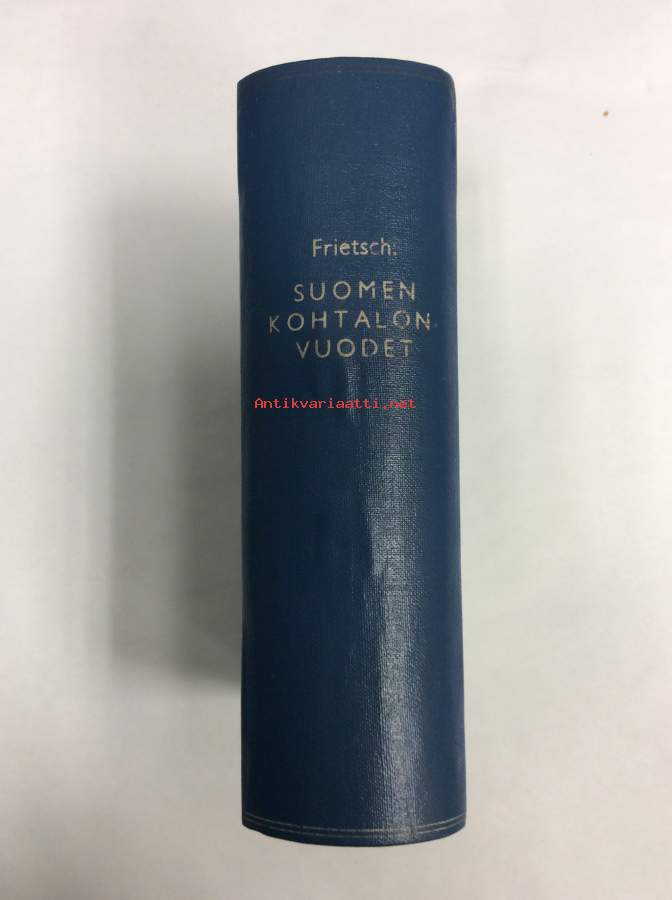 Frietsch:
SUOMEN
KOHTALON
VUODET
Antikvariaatti.net